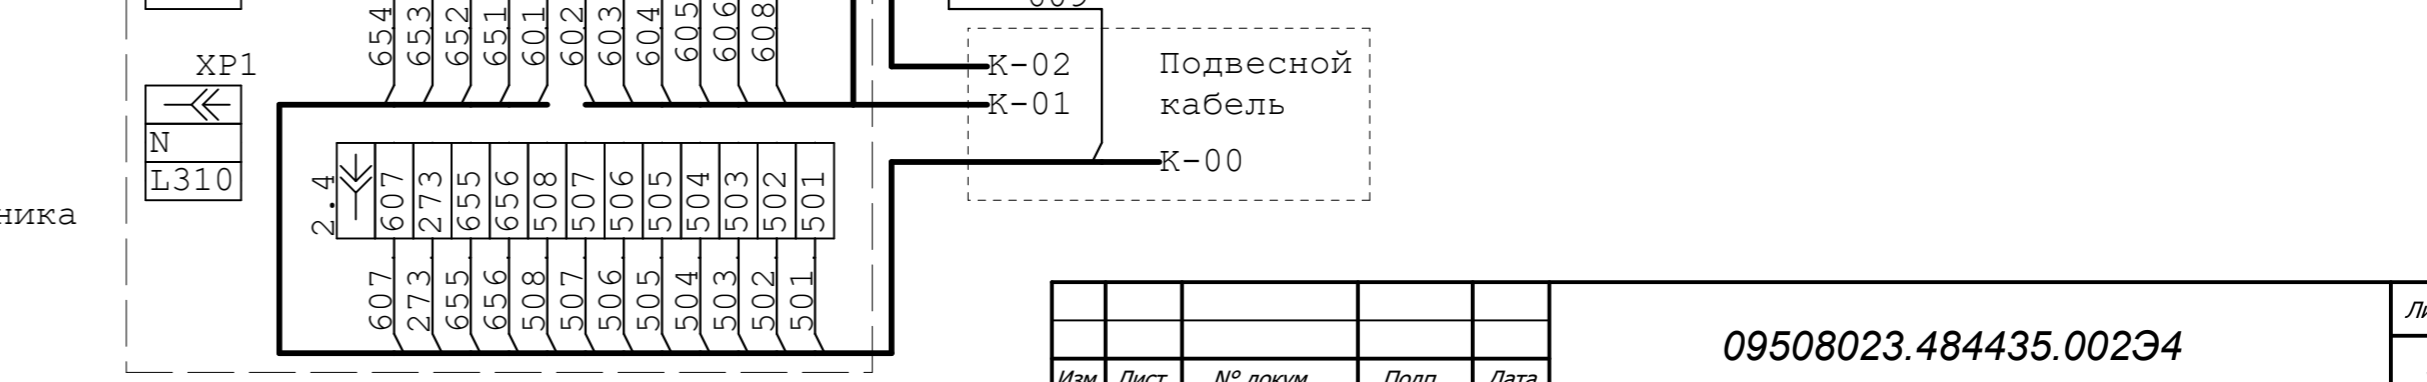 654 653 652 651 601 602 603 604 605 606 608
009
XP1
К-02 Подвесной
К-01 кабель
N
К-00
L310
2.4 607 273 655 656 508 507 506 505 504 503 502 501
ника
607 273 655 656 508 507 506 505 504 503 502 501
09508023.484435.002Э4
Изм Лист № докум. Подп. Дата